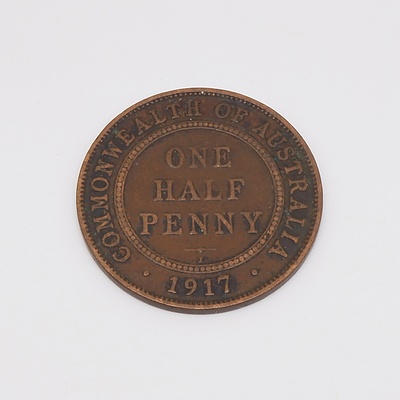 COMMONWEALTH OF AUSTRALIA
ONE
HALF
PENNY
I
· 1917 ·